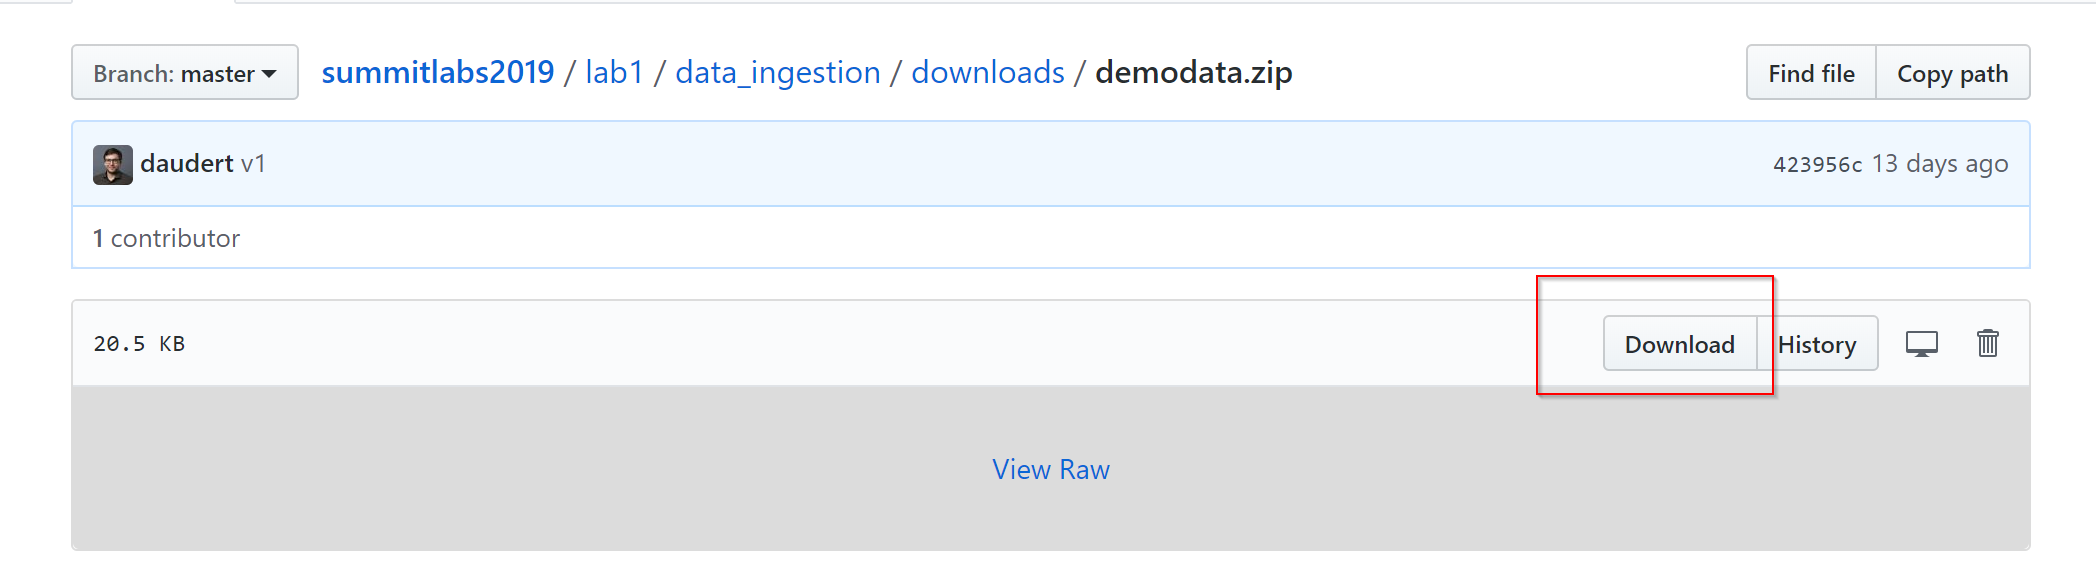 Branch: master summitlabs2019 / lab1 / data_ingestion / downloads / demodata.zip Find file Copy path
daudert v1 423956c 13 days ago
1 contributor
20.5 KB Download History
View Raw